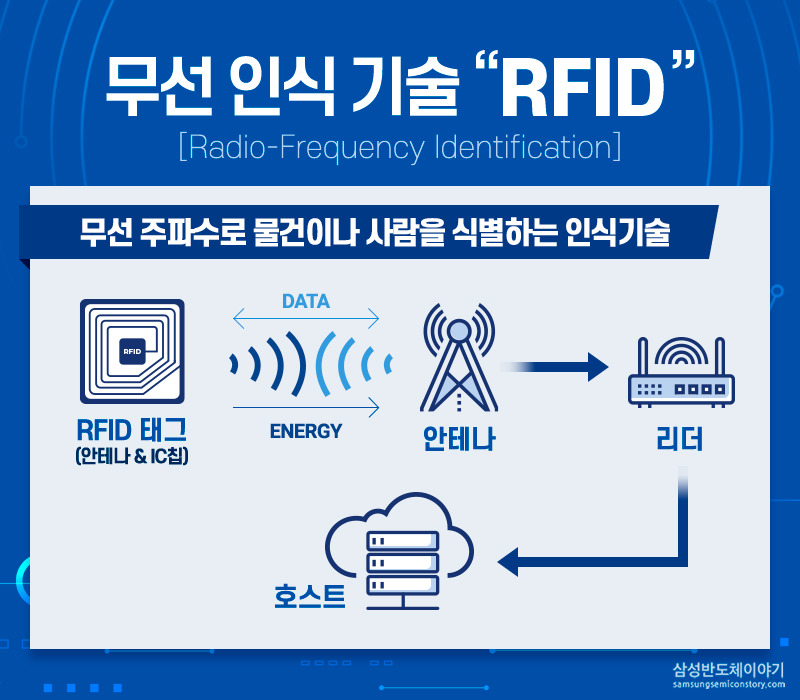 무선 인식 기술 “RFID”
[Radio-Frequency Identification]
무선 주파수로 물건이나 사람을 식별하는 인식기술
DATA
RFID
ENERGY
RFID 태그
(안테나 & IC칩)
안테나
리더
호스트
삼성반도체이야기
samsungsemiconstory.com